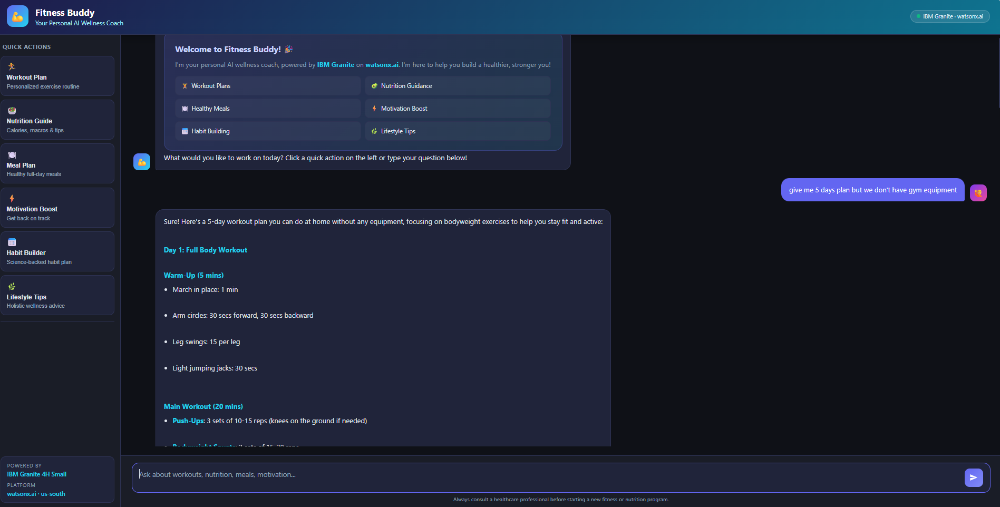 Fitness Buddy
Your Personal AI Wellness Coach
IBM Granite · watsonx.ai
QUICK ACTIONS
Workout Plan
Personalized exercise routine
Nutrition Guide
Calories, macros & tips
Meal Plan
Healthy full-day meals
Motivation Boost
Get back on track
Habit Builder
Science-backed habit plan
Lifestyle Tips
Holistic wellness advice
POWERED BY
IBM Granite 4H Small
PLATFORM
watsonx.ai · us-south
Welcome to Fitness Buddy! 🎉
I'm your personal AI wellness coach, powered by IBM Granite on watsonx.ai. I'm here to help you build a healthier, stronger you!
Workout Plans
Nutrition Guidance
Healthy Meals
Motivation Boost
Habit Building
Lifestyle Tips
What would you like to work on today? Click a quick action on the left or type your question below!
give me 5 days plan but we don't have gym equipment
Sure! Here's a 5-day workout plan you can do at home without any equipment, focusing on bodyweight exercises to help you stay fit and active:
Day 1: Full Body Workout
Warm-Up (5 mins)
• March in place: 1 min
• Arm circles: 30 secs forward, 30 secs backward
• Leg swings: 15 per leg
• Light jumping jacks: 30 secs
Main Workout (20 mins)
• Push-Ups: 3 sets of 10-15 reps (knees on the ground if needed)
• Bodyweight Squats: 3 sets of 15-20 reps
Ask about workouts, nutrition, meals, motivation...
Always consult a healthcare professional before starting a new fitness or nutrition program.